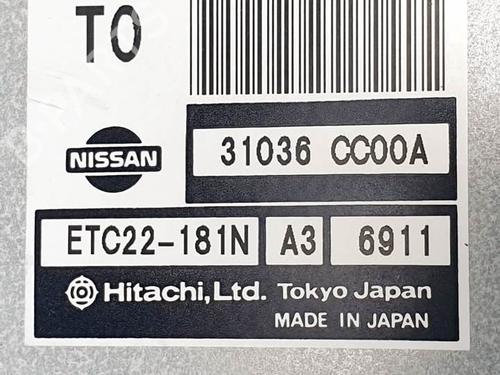 TO
NISSAN
31036 CC00A
ETC22-181N A3 6911
Hitachi, Ltd. Tokyo Japan
MADE IN JAPAN